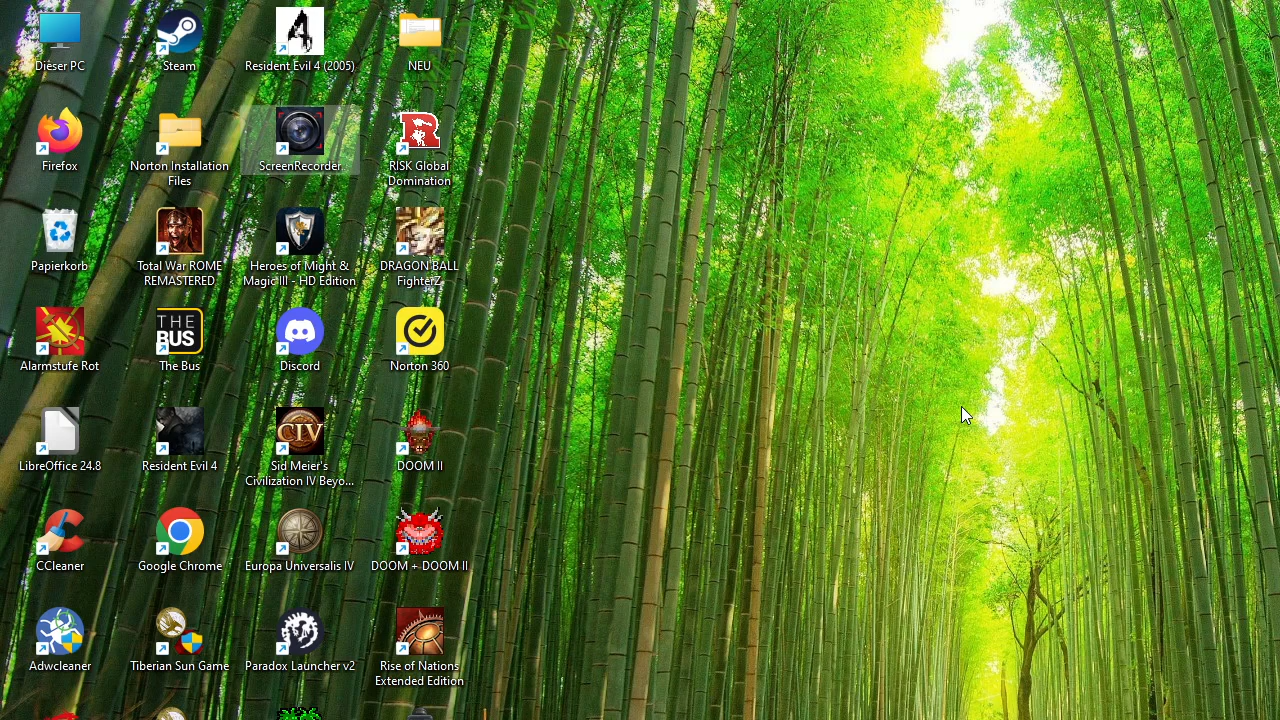 Dieser PC
Steam
Resident Evil 4 (2005)
NEU
Firefox
Norton Installation
Files
ScreenRecorder
RISK Global
Domination
Papierkorb
Total War ROME
REMASTERED
Heroes of Might &
Magic III - HD Edition
DRAGON BALL
FighterZ
THE
BUS
Alarmstufe Rot
The Bus
Discord
Norton 360
CIV
LibreOffice 24.8
Resident Evil 4
Sid Meier's
Civilization IV Beyo...
DOOM II
CCleaner
Google Chrome
Europa Universalis IV
DOOM + DOOM II
Adwcleaner
Tiberian Sun Game
Paradox Launcher v2
Rise of Nations
Extended Edition